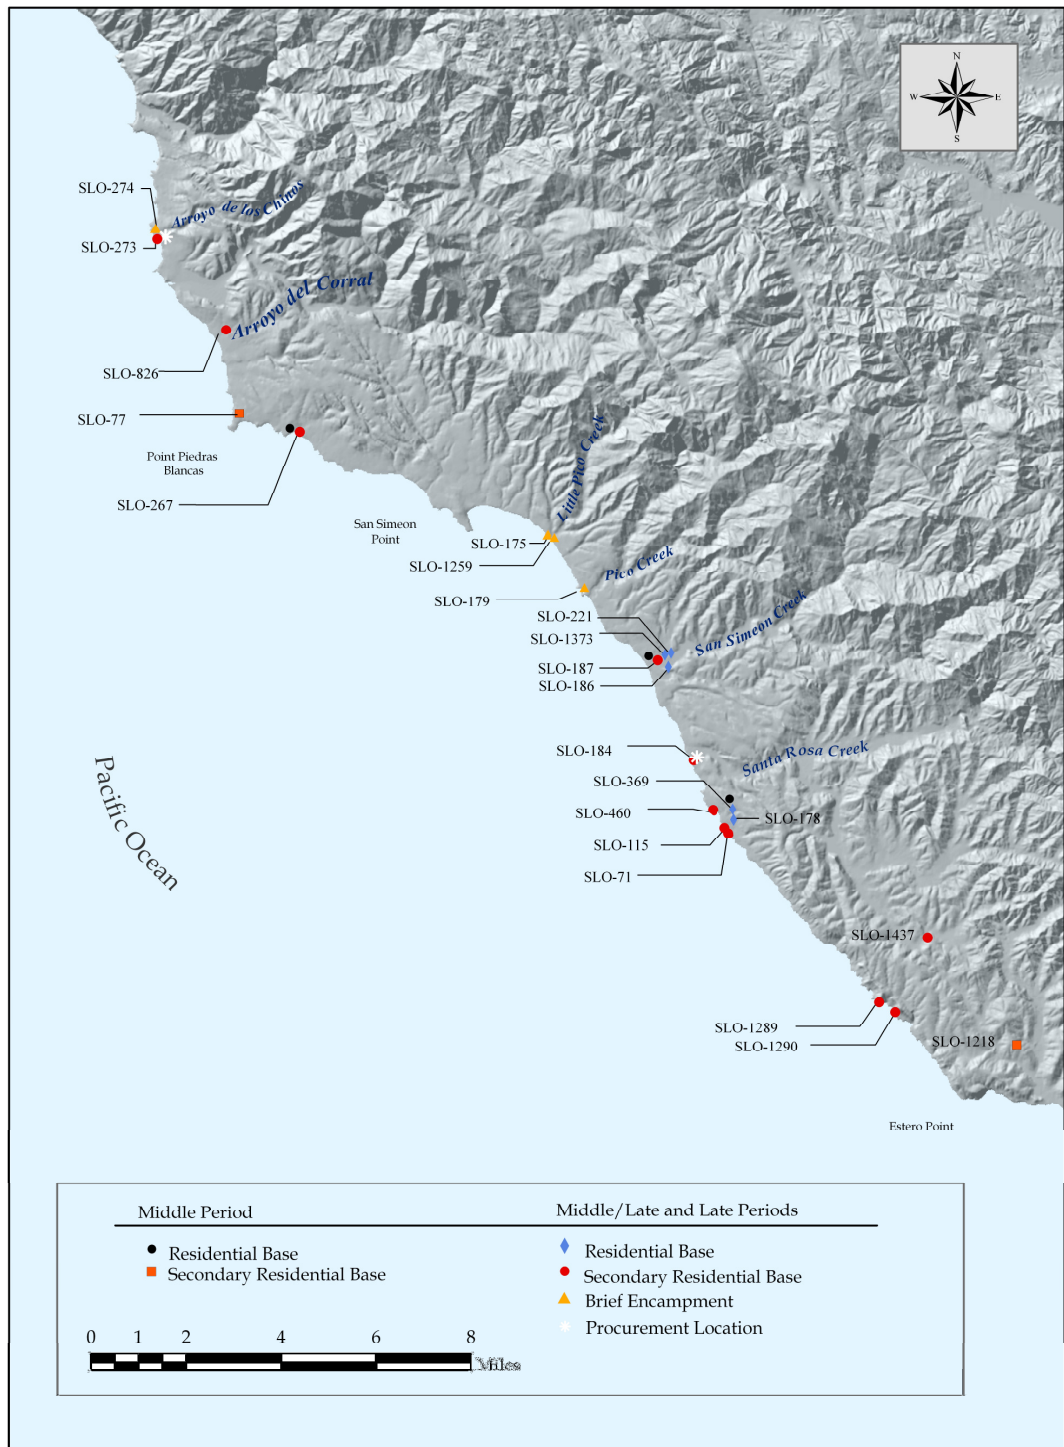 N
W
E
S
SLO-274
Arroyo de los Chinos
SLO-273
Arroyo del Corral
SLO-826
SLO-77
Point Piedras
Blancas
SLO-267
Little Pico Creek
San Simeon
Point
SLO-175
SLO-1259
Pico Creek
SLO-179
SLO-221
San Simeon Creek
SLO-1373
SLO-187
SLO-186
SLO-184
Santa Rosa Creek
SLO-369
SLO-460
SLO-178
SLO-115
SLO-71
Pacific Ocean
SLO-1437
SLO-1289
SLO-1290
SLO-1218
Estero Point
Middle Period
Residential Base
Secondary Residential Base
Middle/Late and Late Periods
Residential Base
Secondary Residential Base
Brief Encampment
Procurement Location
0 1 2 4 6 8
Miles